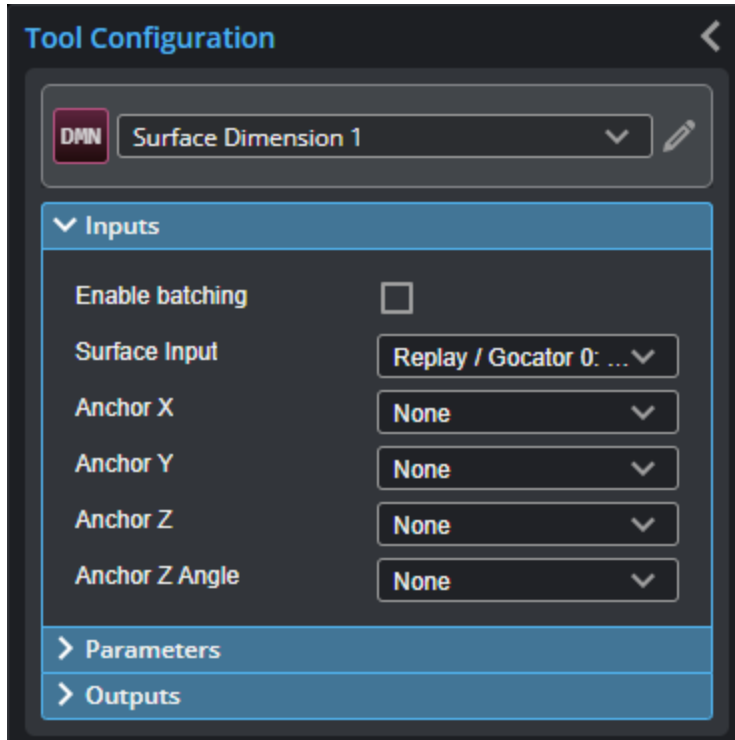 Tool Configuration
DMN Surface Dimension 1
Inputs
Enable batching
Surface Input Replay / Gocator 0: ...
Anchor X None
Anchor Y None
Anchor Z None
Anchor Z Angle None
Parameters
Outputs